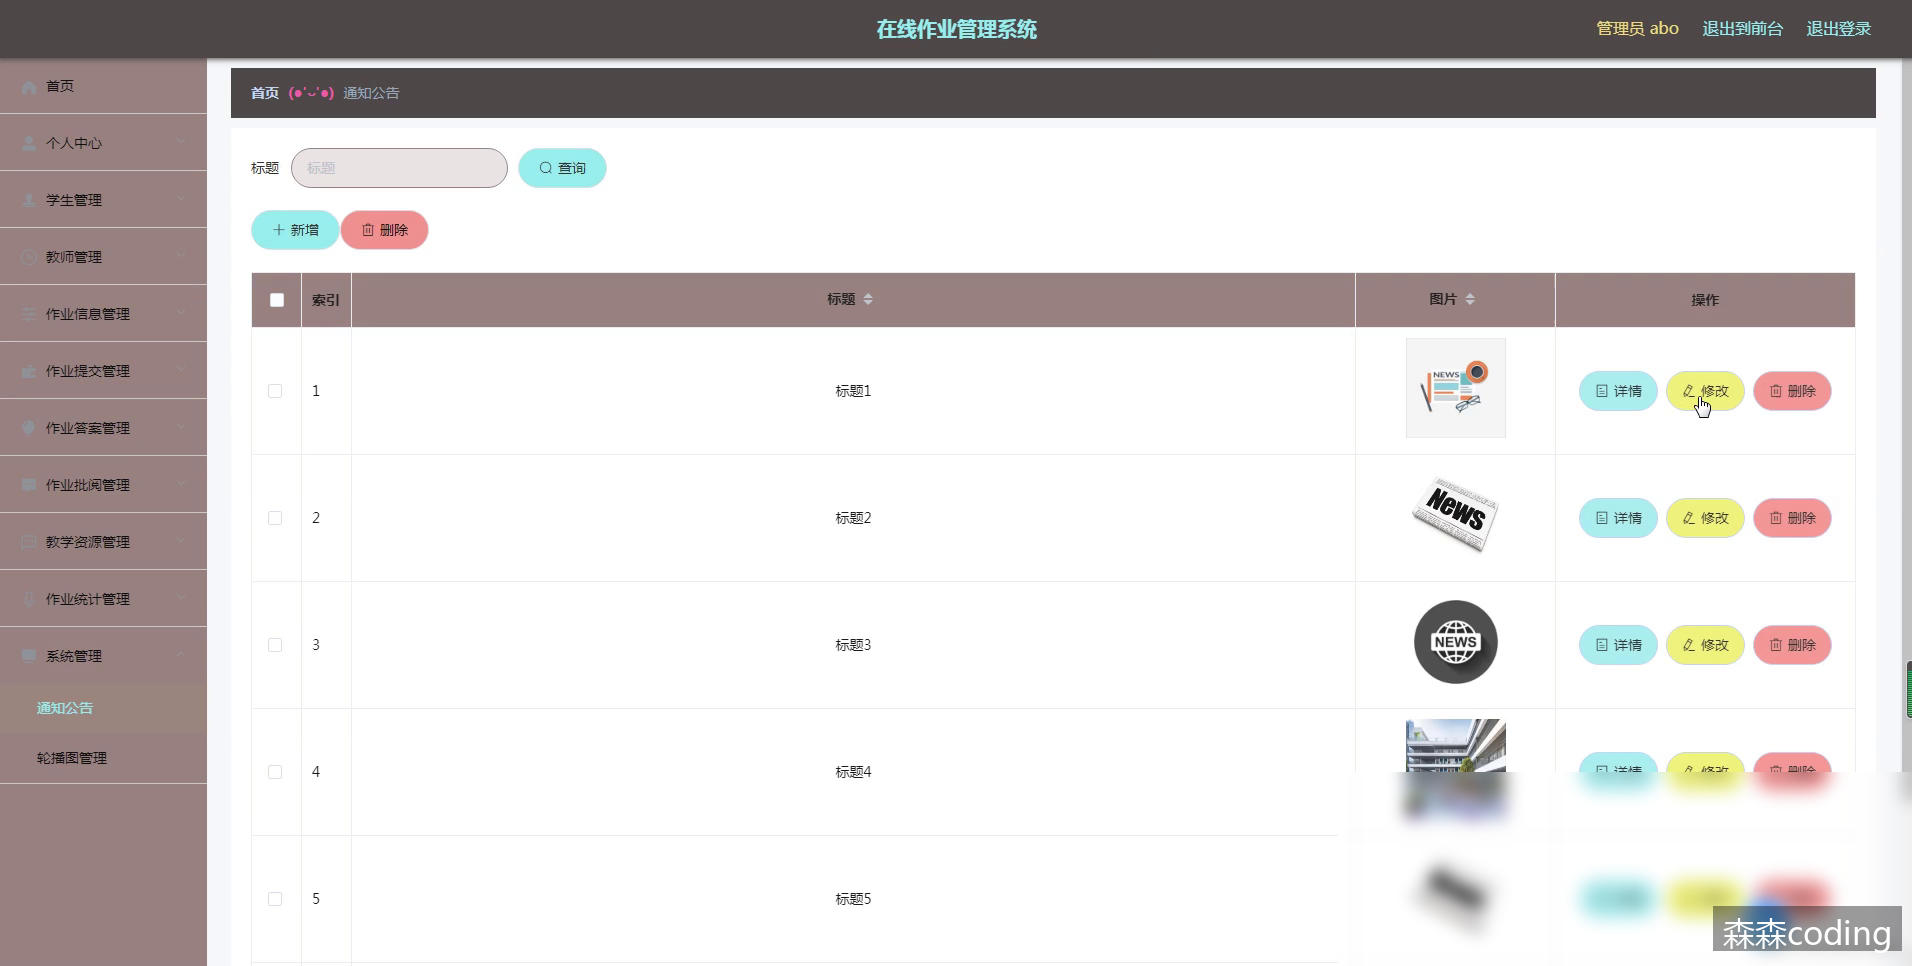 在线作业管理系统
管理员 abo 退出到前台 退出登录
首页
个人中心
学生管理
教师管理
作业信息管理
作业提交管理
作业答案管理
作业批阅管理
教学资源管理
作业统计管理
系统管理
通知公告
轮播图管理
首页 (●'◡'●) 通知公告
标题 标题 查询
新增 删除
索引 标题 图片 操作
1 标题1 NEWS 详情 修改 删除
2 标题2 News 详情 修改 删除
3 标题3 NEWS 详情 修改 删除
4 标题4 详情 修改 删除
5 标题5
森森coding